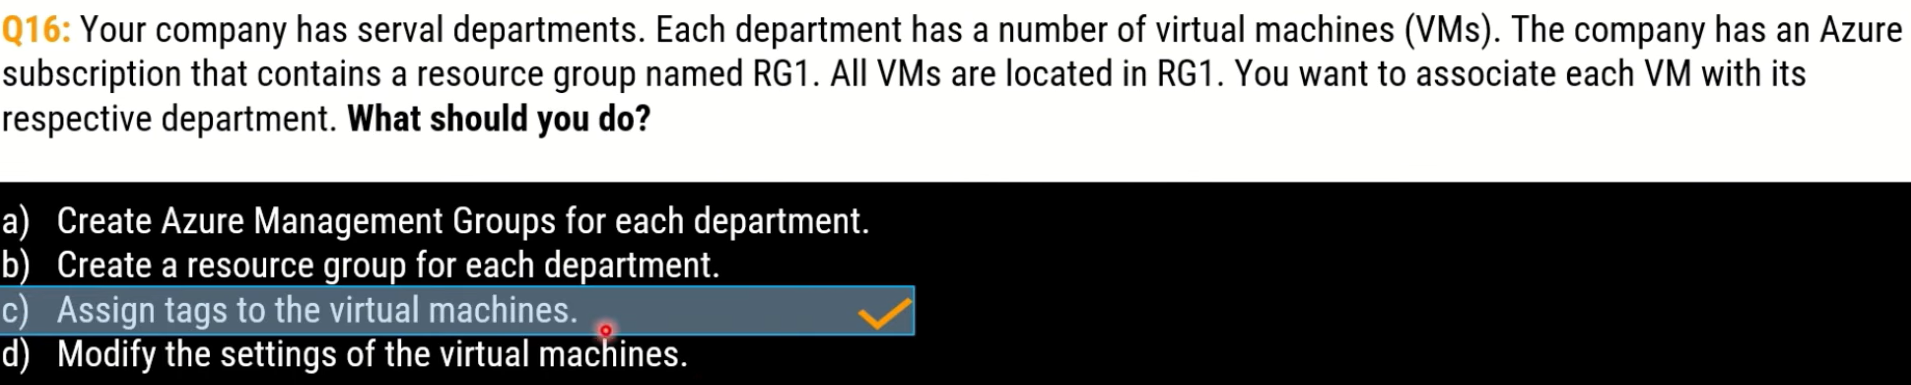 Q16: Your company has serval departments. Each department has a number of virtual machines (VMs). The company has an Azure
subscription that contains a resource group named RG1. All VMs are located in RG1. You want to associate each VM with its
respective department. What should you do?
a) Create Azure Management Groups for each department.
b) Create a resource group for each department.
c) Assign tags to the virtual machines.
d) Modify the settings of the virtual machines.